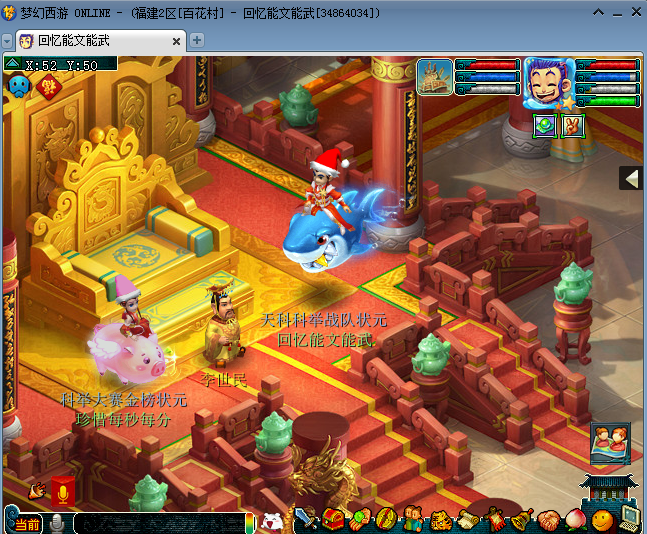 梦幻西游 ONLINE - (福建2区[百花村] - 回忆能文能武[34864034])
回忆能文能武
X:52 Y:50
天科科举战队状元
回忆能文能武
李世民
科举大赛金榜状元
珍惜每秒每分
当前